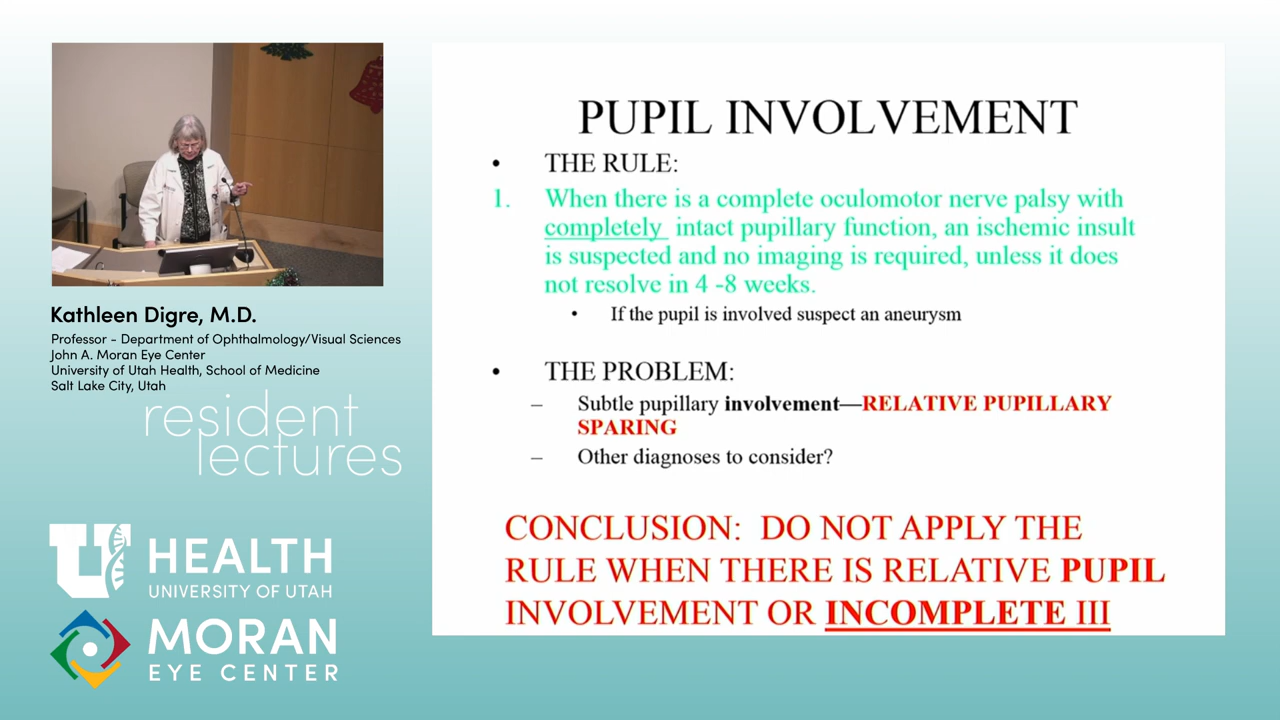 PUPIL INVOLVEMENT
• THE RULE:
1. When there is a complete oculomotor nerve palsy with
completely intact pupillary function, an ischemic insult
is suspected and no imaging is required, unless it does
not resolve in 4 -8 weeks.
• If the pupil is involved suspect an aneurysm
• THE PROBLEM:
– Subtle pupillary involvement—RELATIVE PUPILLARY
SPARING
– Other diagnoses to consider?
CONCLUSION: DO NOT APPLY THE
RULE WHEN THERE IS RELATIVE PUPIL
INVOLVEMENT OR INCOMPLETE III
Kathleen Digre, M.D.
Professor - Department of Ophthalmology/Visual Sciences
John A. Moran Eye Center
University of Utah Health, School of Medicine
Salt Lake City, Utah
resident
lectures
U HEALTH
UNIVERSITY OF UTAH
MORAN
EYE CENTER